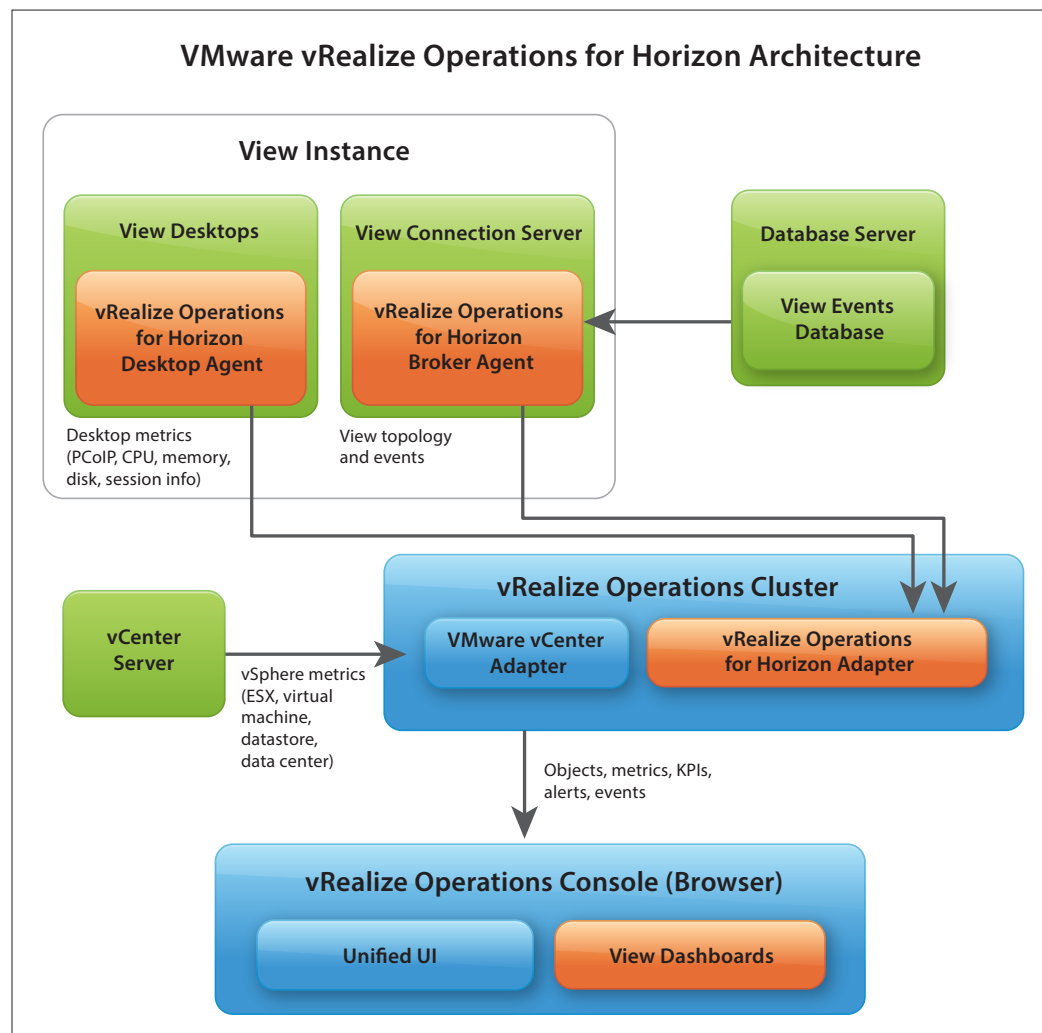 VMware vRealize Operations for Horizon Architecture
View Instance
View Desktops
vRealize Operations
for Horizon
Desktop Agent
Desktop metrics
(PCoIP, CPU, memory,
disk, session info)
View Connection Server
vRealize Operations
for Horizon
Broker Agent
View topology
and events
Database Server
View Events
Database
vCenter
Server
vSphere metrics
(ESX, virtual
machine,
datastore,
data center)
vRealize Operations Cluster
VMware vCenter
Adapter
vRealize Operations
for Horizon Adapter
Objects, metrics, KPIs,
alerts, events
vRealize Operations Console (Browser)
Unified UI
View Dashboards